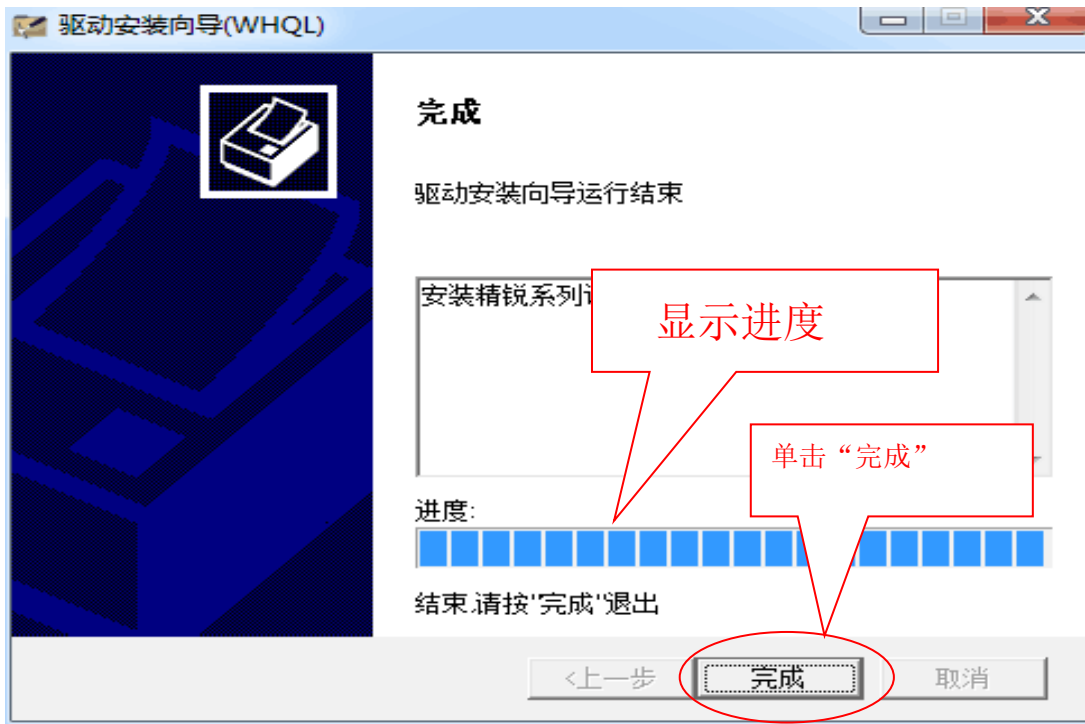 驱动安装向导(WHQL)
完成
驱动安装向导运行结束
安装精锐系列
显示进度
单击“完成”
进度:
结束,请按"完成"退出
<上一步
完成
取消